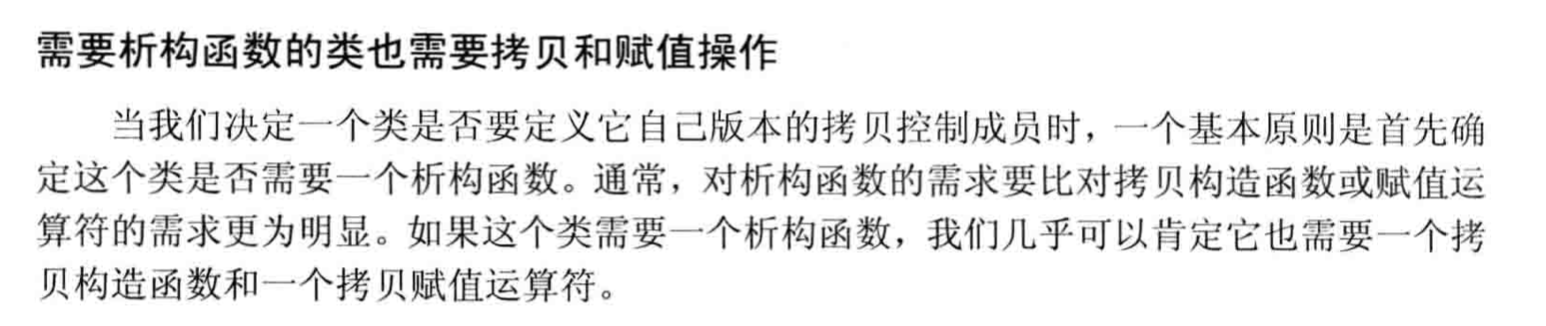 需要析构函数的类也需要拷贝和赋值操作
当我们决定一个类是否要定义它自己版本的拷贝控制成员时，一个基本原则是首先确
定这个类是否需要一个析构函数。通常，对析构函数的需求要比对拷贝构造函数或赋值运
算符的需求更为明显。如果这个类需要一个析构函数，我们几乎可以肯定它也需要一个拷
贝构造函数和一个拷贝赋值运算符。